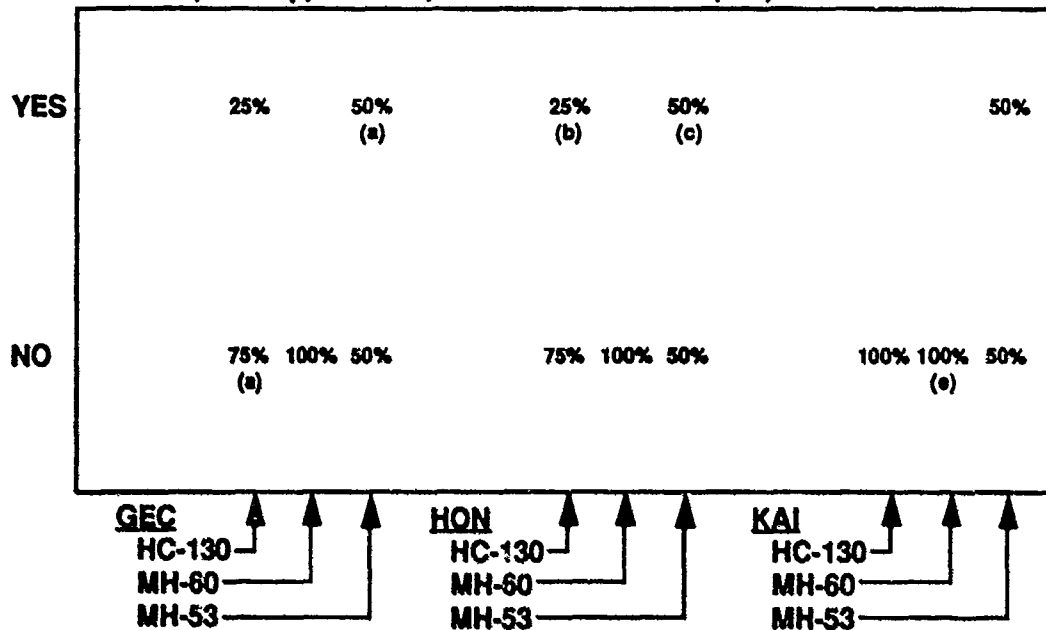 YES 25% 50% 25% 50% 50%
(a) (b) (c)
NO 75% 100% 50% 75% 100% 50% 100% 100% 50%
(a) (e)
GEC HON KAI
HC-130 HC-130 HC-130
MH-60 MH-60 MH-60
MH-53 MH-53 MH-53